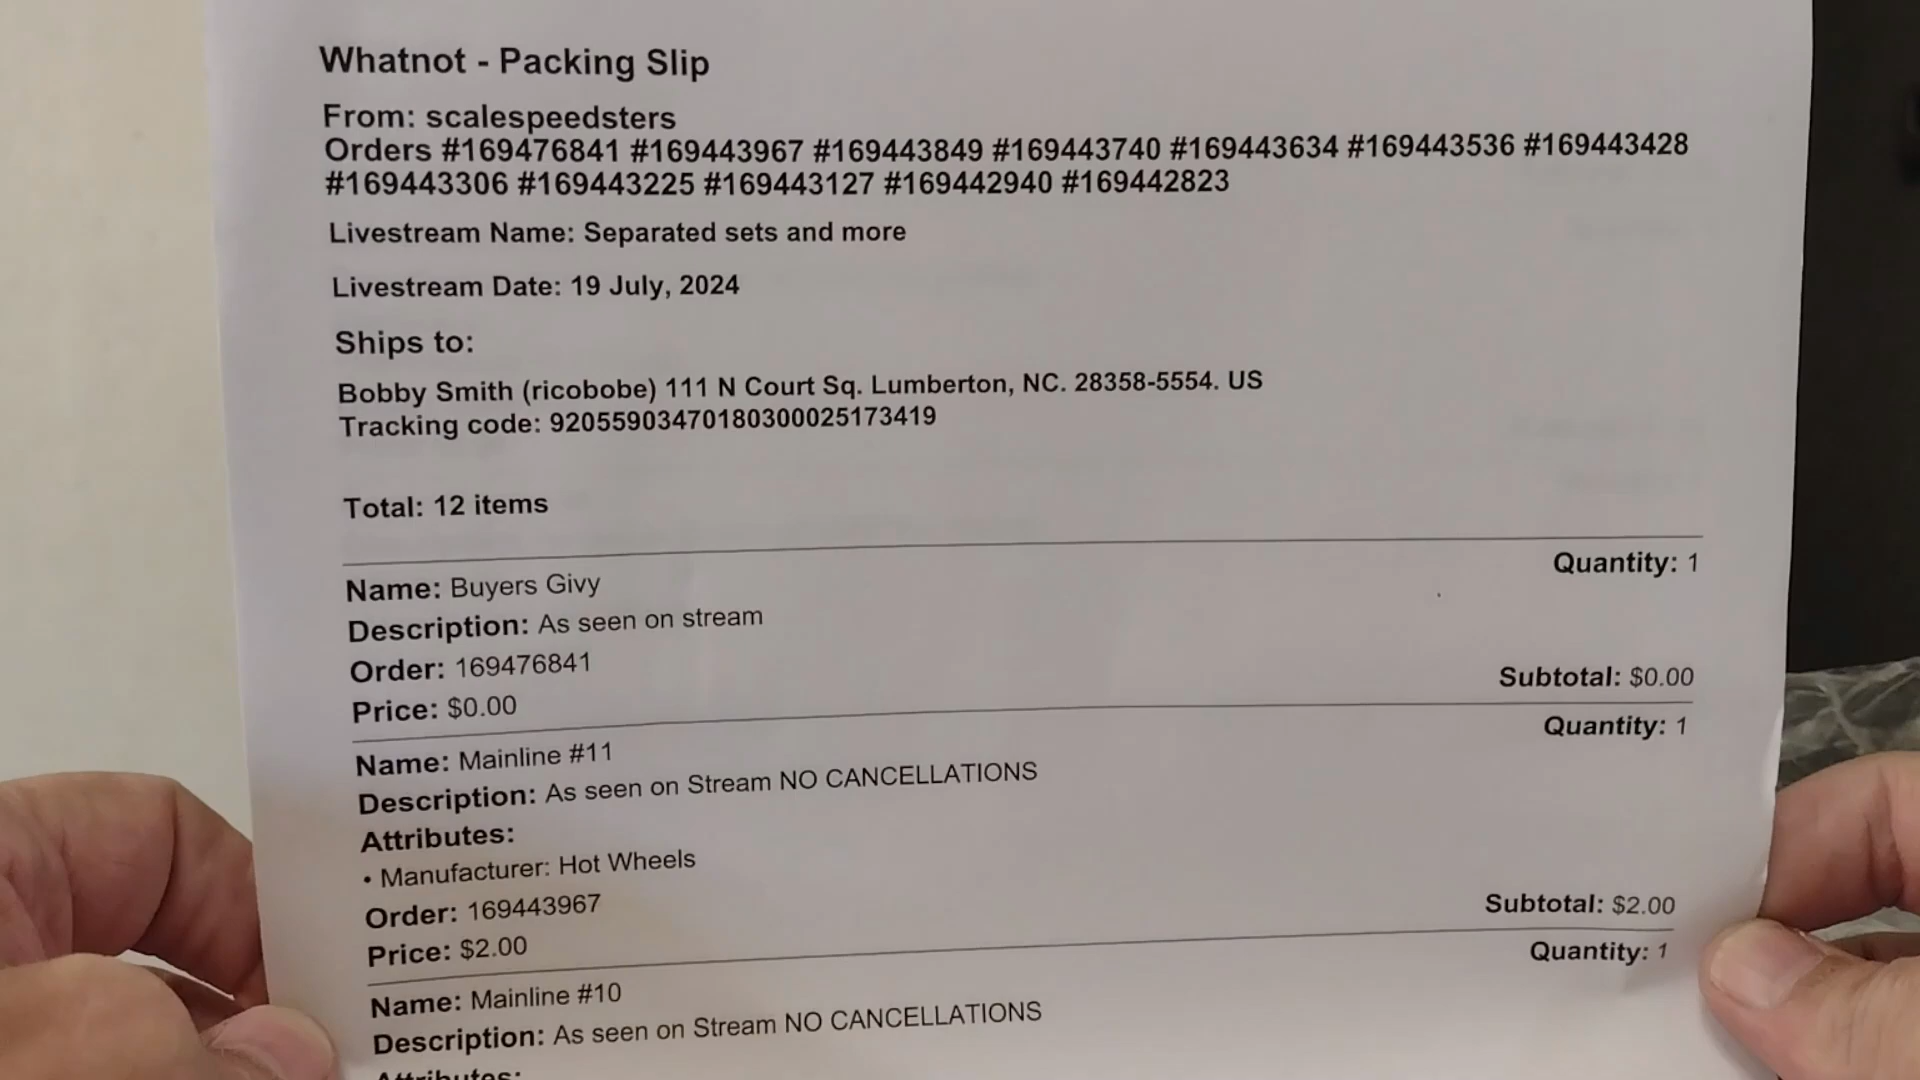 Whatnot - Packing Slip
From: scalespeedsters
Orders #169476841 #169443967 #169443849 #169443740 #169443634 #169443536 #169443428
#169443306 #169443225 #169443127 #169442940 #169442823
Livestream Name: Separated sets and more
Livestream Date: 19 July, 2024
Ships to:
Bobby Smith (ricobobe) 111 N Court Sq. Lumberton, NC. 28358-5554. US
Tracking code: 92055903470180300025173419
Total: 12 items
Quantity: 1
Name: Buyers Givy
Description: As seen on stream
Order: 169476841
Price: $0.00
Subtotal: $0.00
Quantity: 1
Name: Mainline #11
Description: As seen on Stream NO CANCELLATIONS
Attributes:
• Manufacturer: Hot Wheels
Order: 169443967
Price: $2.00
Subtotal: $2.00
Quantity: 1
Name: Mainline #10
Description: As seen on Stream NO CANCELLATIONS
Attributes: